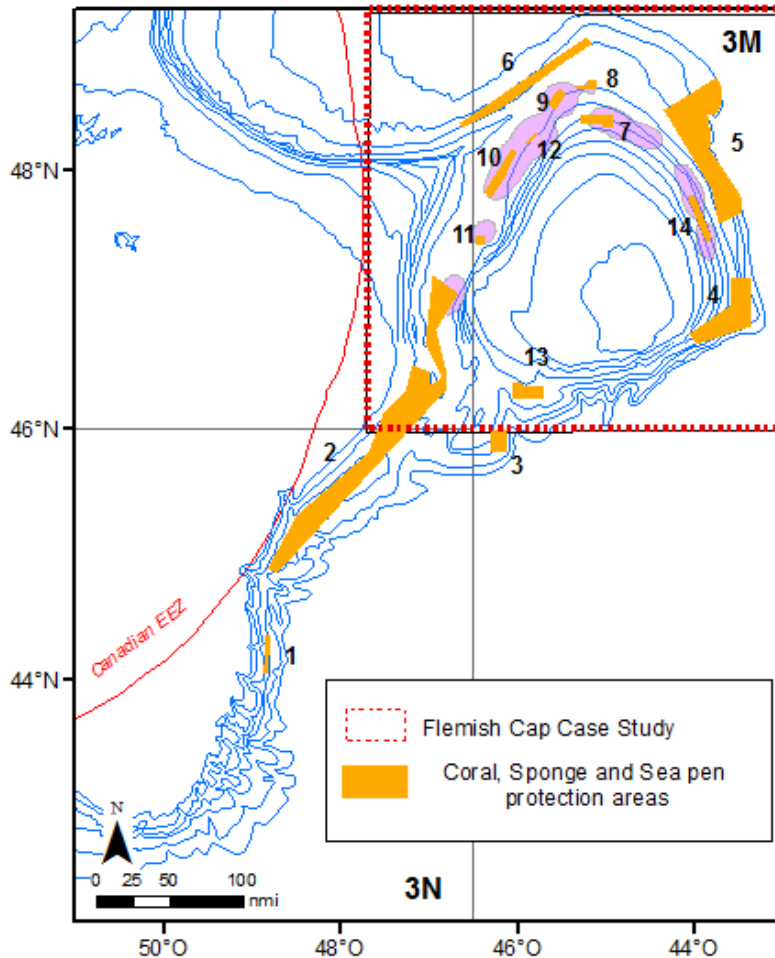 3M
6
8
9
7
5
48°N
10
12
11
14
4
13
46°N
2
3
Canadian EEZ
1
44°N
Flemish Cap Case Study
Coral, Sponge and Sea pen
protection areas
N
0 25 50 100
nmi
3N
50°O 48°O 46°O 44°O